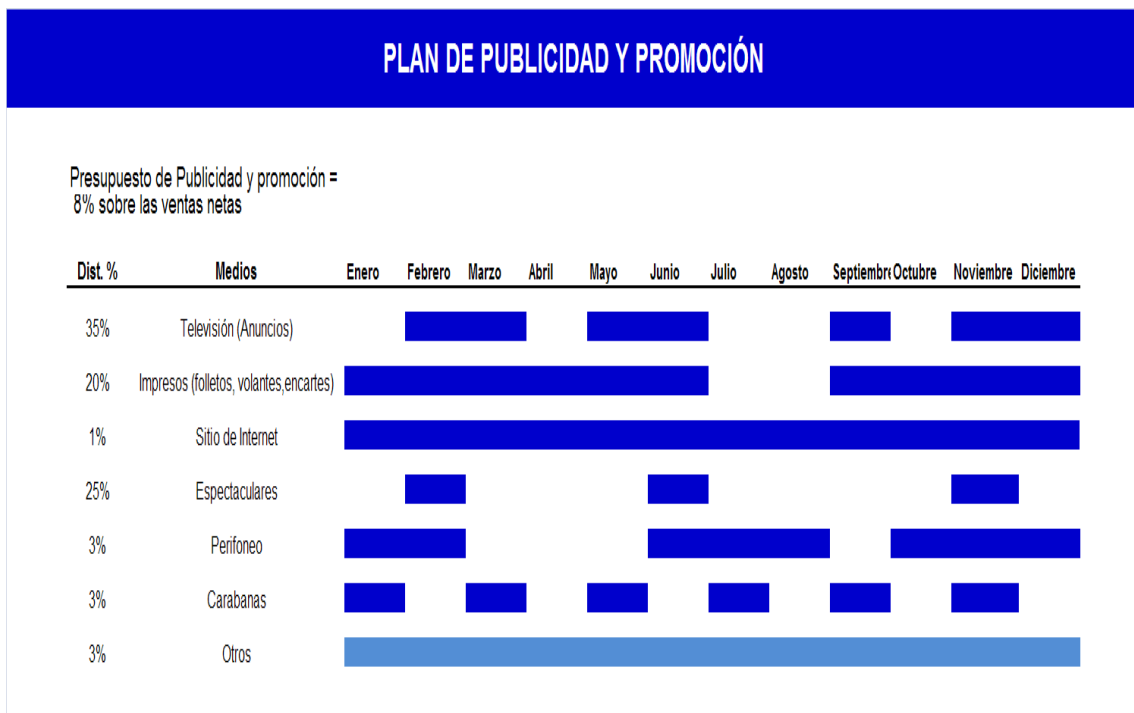 PLAN DE PUBLICIDAD Y PROMOCIÓN
Presupuesto de Publicidad y promoción =
8% sobre las ventas netas
Dist. % Medios Enero Febrero Marzo Abril Mayo Junio Julio Agosto Septiembre Octubre Noviembre Diciembre
35% Televisión (Anuncios)
20% Impresos (folletos, volantes,encartes)
1% Sitio de Internet
25% Espectaculares
3% Perifoneo
3% Carabanas
3% Otros